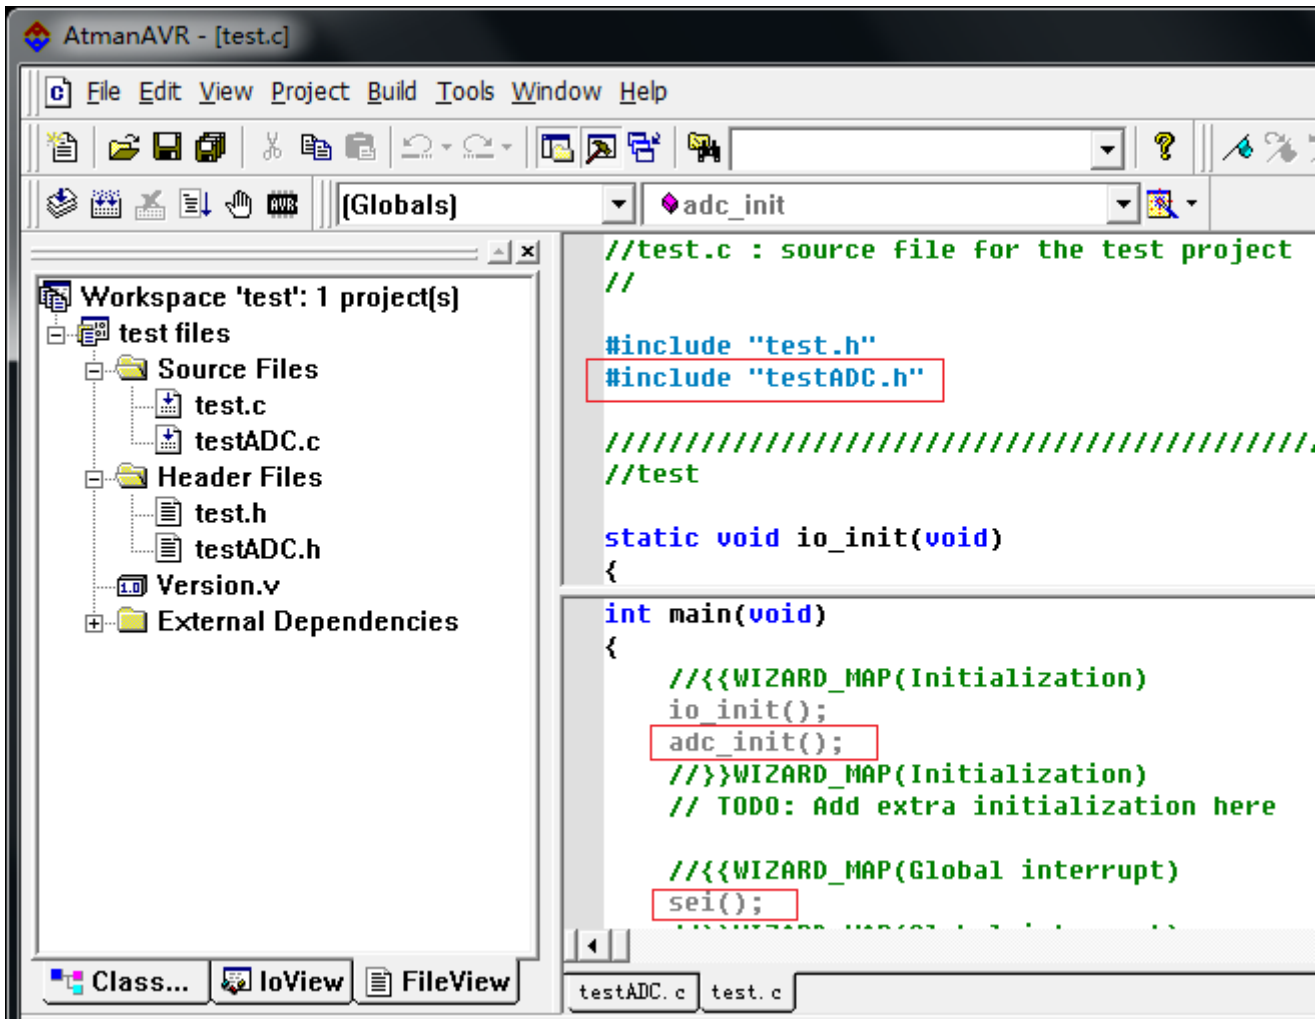 AtmanAVR - [test.c]
File Edit View Project Build Tools Window Help
(Globals)
adc_init
Workspace 'test': 1 project(s)
test files
Source Files
test.c
testADC.c
Header Files
test.h
testADC.h
Version.v
External Dependencies
Class...
IoView
FileView
//test.c : source file for the test project
//
#include "test.h"
#include "testADC.h"
/////////////////////////////////////////////
//test
static void io_init(void)
{
int main(void)
{
//{{WIZARD_MAP(Initialization)
io_init();
adc_init();
//}}WIZARD_MAP(Initialization)
// TODO: Add extra initialization here
//{{WIZARD_MAP(Global interrupt)
sei();
testADC.c
test.c